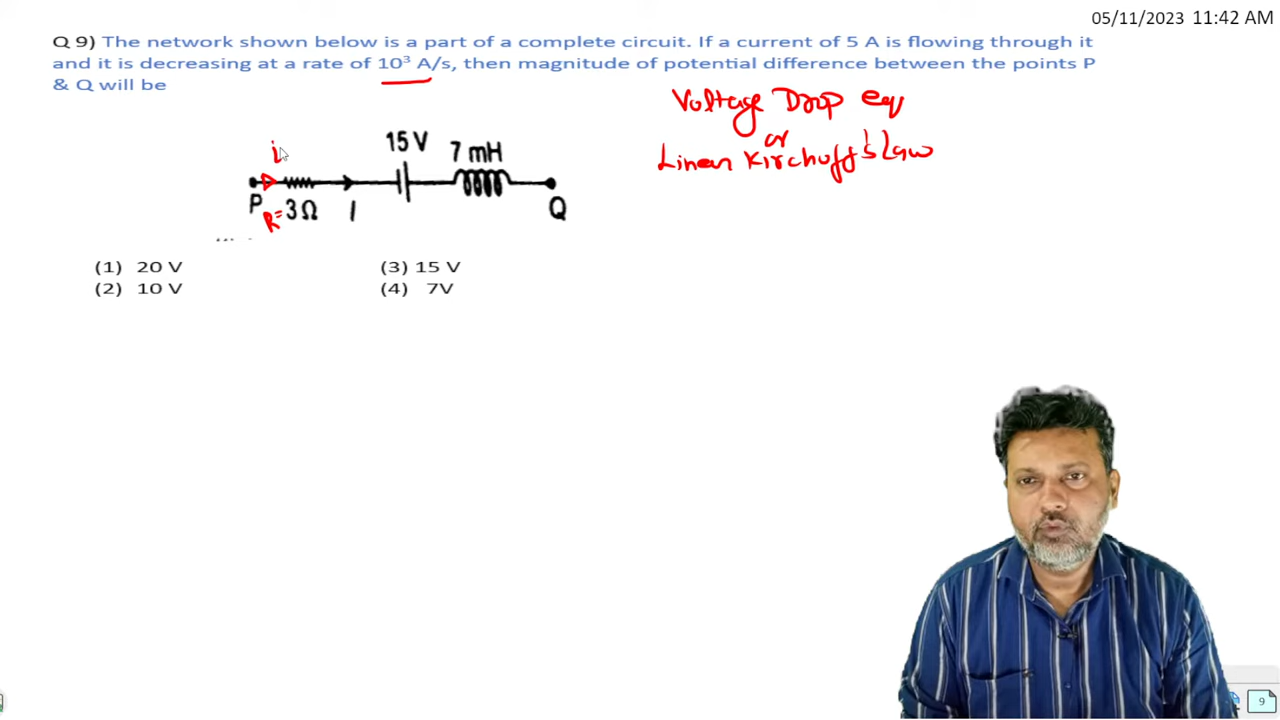 05/11/2023 11:42 AM
Q 9) The network shown below is a part of a complete circuit. If a current of 5 A is flowing through it
and it is decreasing at a rate of 10³ A/s, then magnitude of potential difference between the points P
& Q will be
Voltage Drop eq
or
Linear Kirchoff's Law
i
15 V
7 mH
P
R=3Ω
I
Q
(1) 20 V
(3) 15 V
(2) 10 V
(4) 7V
9